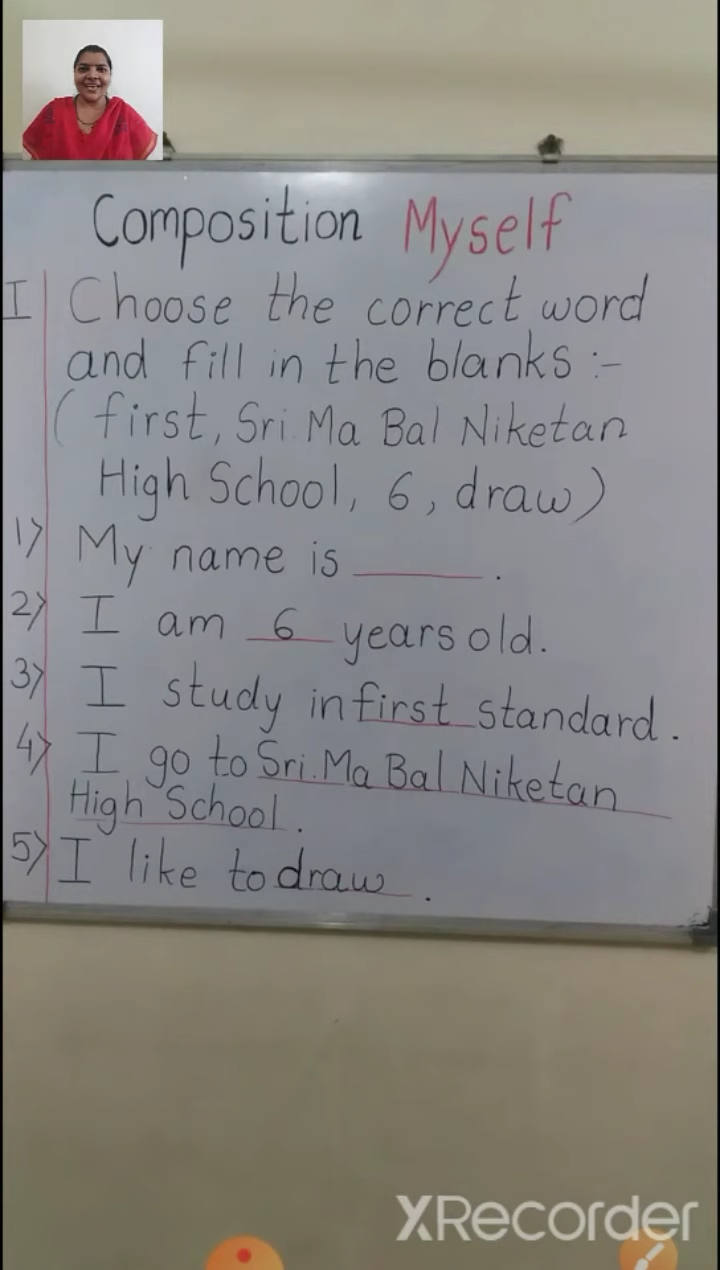 Composition Myself
I Choose the correct word
and fill in the blanks :-
( first, Sri. Ma Bal Niketan
High School, 6, draw)
1) My name is ______ .
2) I am 6 years old.
3) I study in first standard.
4) I go to Sri. Ma Bal Niketan
High School.
5) I like to draw .
XRecorder